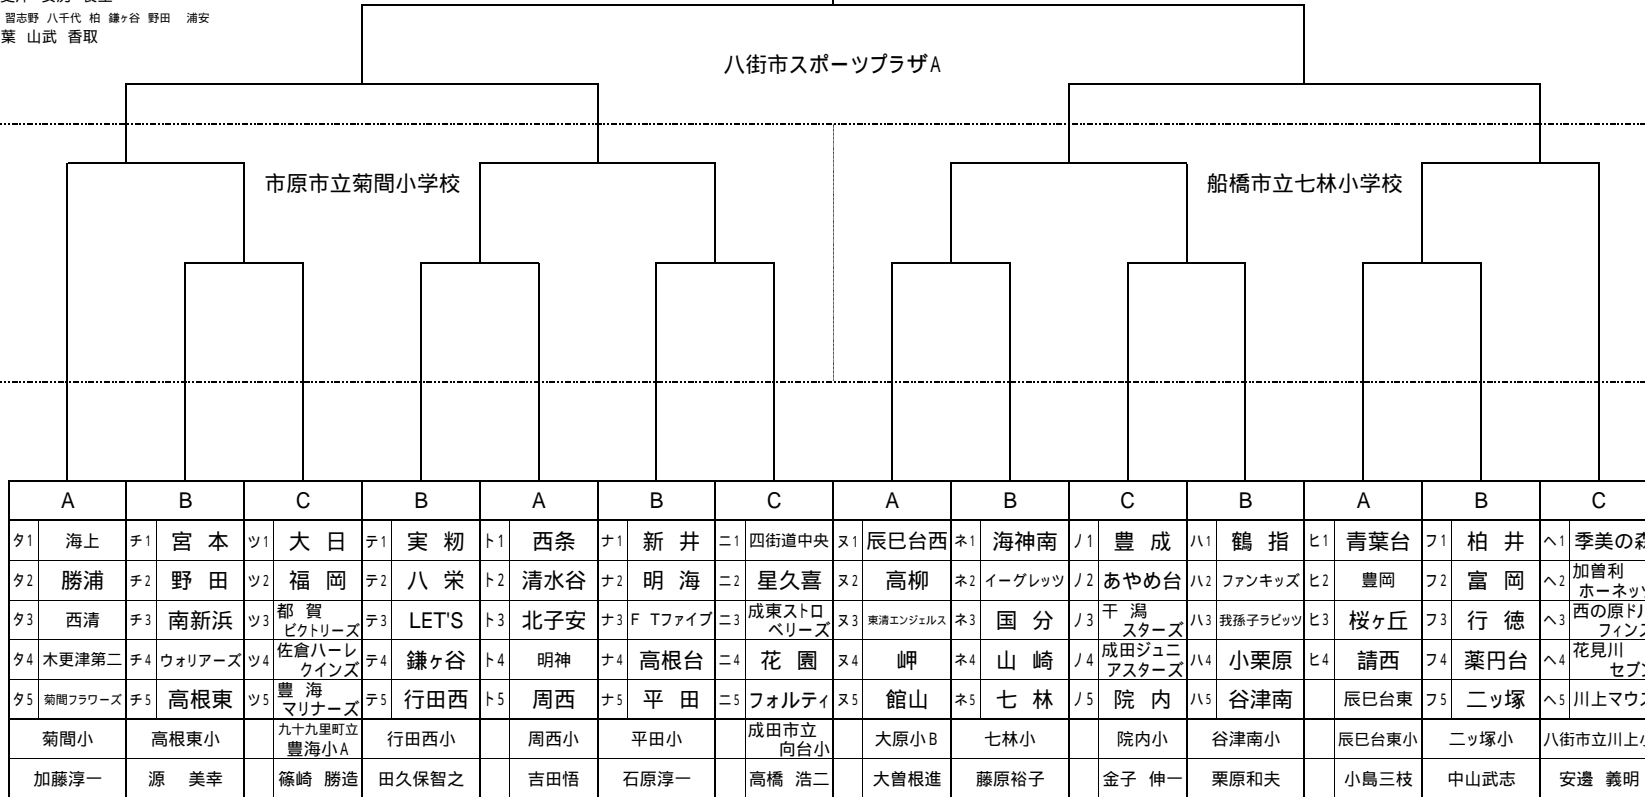 習志野 八千代 柏 鎌ヶ谷 野田 浦安
葉 山武 香取
八街市スポーツプラザA
市原市立菊間小学校 船橋市立七林小学校
A B C B A B C A B C B A B C
タ1 海上 チ1 宮本 ツ1 大日 テ1 実籾 ト1 西条 ナ1 新井 ニ1 四街道中央 ヌ1 辰巳台西 ネ1 海神南 ノ1 豊成 ハ1 鶴指 ヒ1 青葉台 フ1 柏井 ヘ1 季美の森
タ2 勝浦 チ2 野田 ツ2 福岡 テ2 八栄 ト2 清水谷 ナ2 明海 ニ2 星久喜 ヌ2 高柳 ネ2 イーグレッツ ノ2 あやめ台 ハ2 ファンキッズ ヒ2 豊岡 フ2 富岡 ヘ2 加曽利ホーネッツ
タ3 西清 チ3 南新浜 ツ3 都賀ビクトリーズ テ3 LET'S ト3 北子安 ナ3 F Tファイブ ニ3 成東ストロベリーズ ヌ3 東清エンジェルス ネ3 国分 ノ3 干潟スターズ ハ3 我孫子ラビッツ ヒ3 桜ヶ丘 フ3 行徳 ヘ3 西の原ドルフィンズ
タ4 木更津第二 チ4 ウォリアーズ ツ4 佐倉ハーレクインズ テ4 鎌ヶ谷 ト4 明神 ナ4 高根台 ニ4 花園 ヌ4 岬 ネ4 山崎 ノ4 成田ジュニアスターズ ハ4 小栗原 ヒ4 請西 フ4 薬円台 ヘ4 花見川セブン
タ5 菊間フラワーズ チ5 高根東 ツ5 豊海マリナーズ テ5 行田西 ト5 周西 ナ5 平田 ニ5 フォルティ ヌ5 館山 ネ5 七林 ノ5 院内 ハ5 谷津南 辰巳台東 フ5 二ッ塚 ヘ5 川上マウス
菊間小 高根東小 九十九里町立豊海小A 行田西小 周西小 平田小 成田市立向台小 大原小B 七林小 院内小 谷津南小 辰巳台東小 二ッ塚小 八街市立川上小
加藤淳一 源 美幸 篠崎 勝造 田久保智之 吉田悟 石原淳一 高橋 浩二 大曽根進 藤原裕子 金子 伸一 栗原和夫 小島三枝 中山武志 安邊 義明